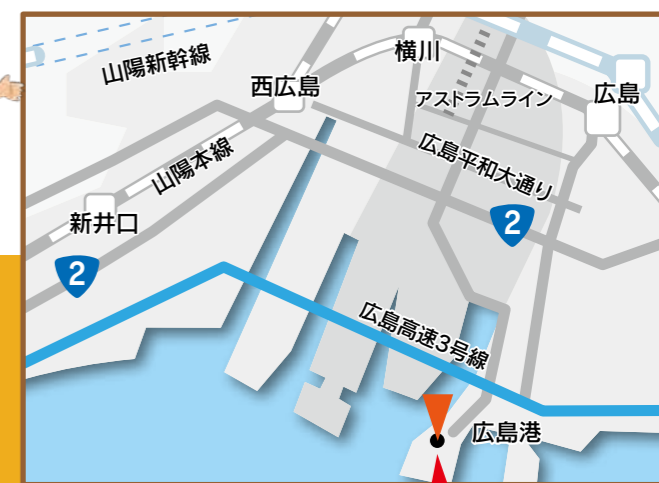 横川
山陽新幹線
西広島
アストラムライン
広島
広島平和大通り
山陽本線
新井口
2
2
広島高速3号線
広島港